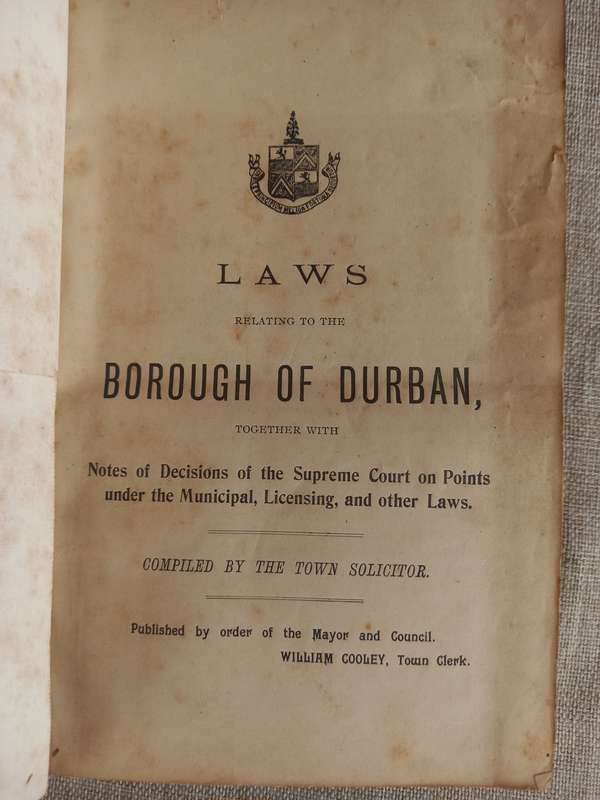 LAWS
RELATING TO THE
BOROUGH OF DURBAN,
TOGETHER WITH
Notes of Decisions of the Supreme Court on Points
under the Municipal, Licensing, and other Laws.
COMPILED BY THE TOWN SOLICITOR.
Published by order of the Mayor and Council.
WILLIAM COOLEY, Town Clerk.